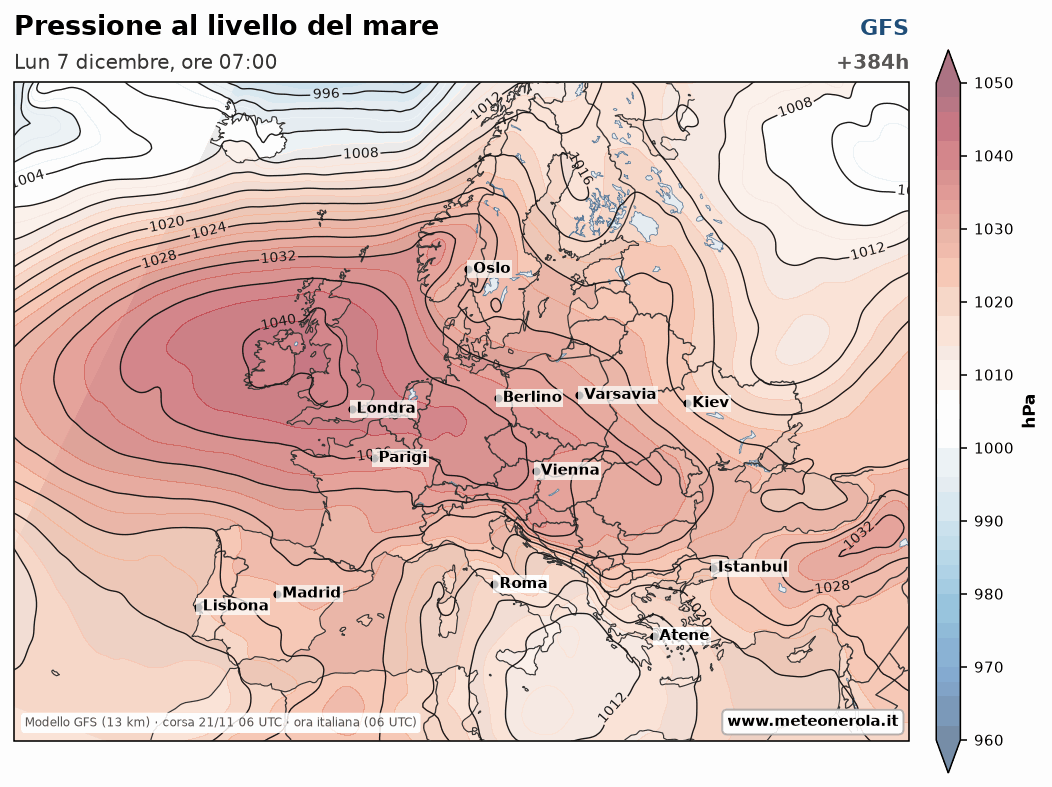 Pressione al livello del mare
GFS
Lun 7 dicembre, ore 07:00
+384h
996
1012
1008
1008
1004
1016
1020
1024
1028
1032
1012
Oslo
1040
Londra
Berlino
Varsavia
Kiev
Parigi
Vienna
1032
Istanbul
Roma
Madrid
1028
Lisbona
1020
Atene
1012
Modello GFS (13 km) · corsa 21/11 06 UTC · ora italiana (06 UTC)
www.meteonerola.it
1050
1040
1030
1020
1010
1000
990
980
970
960
hPa